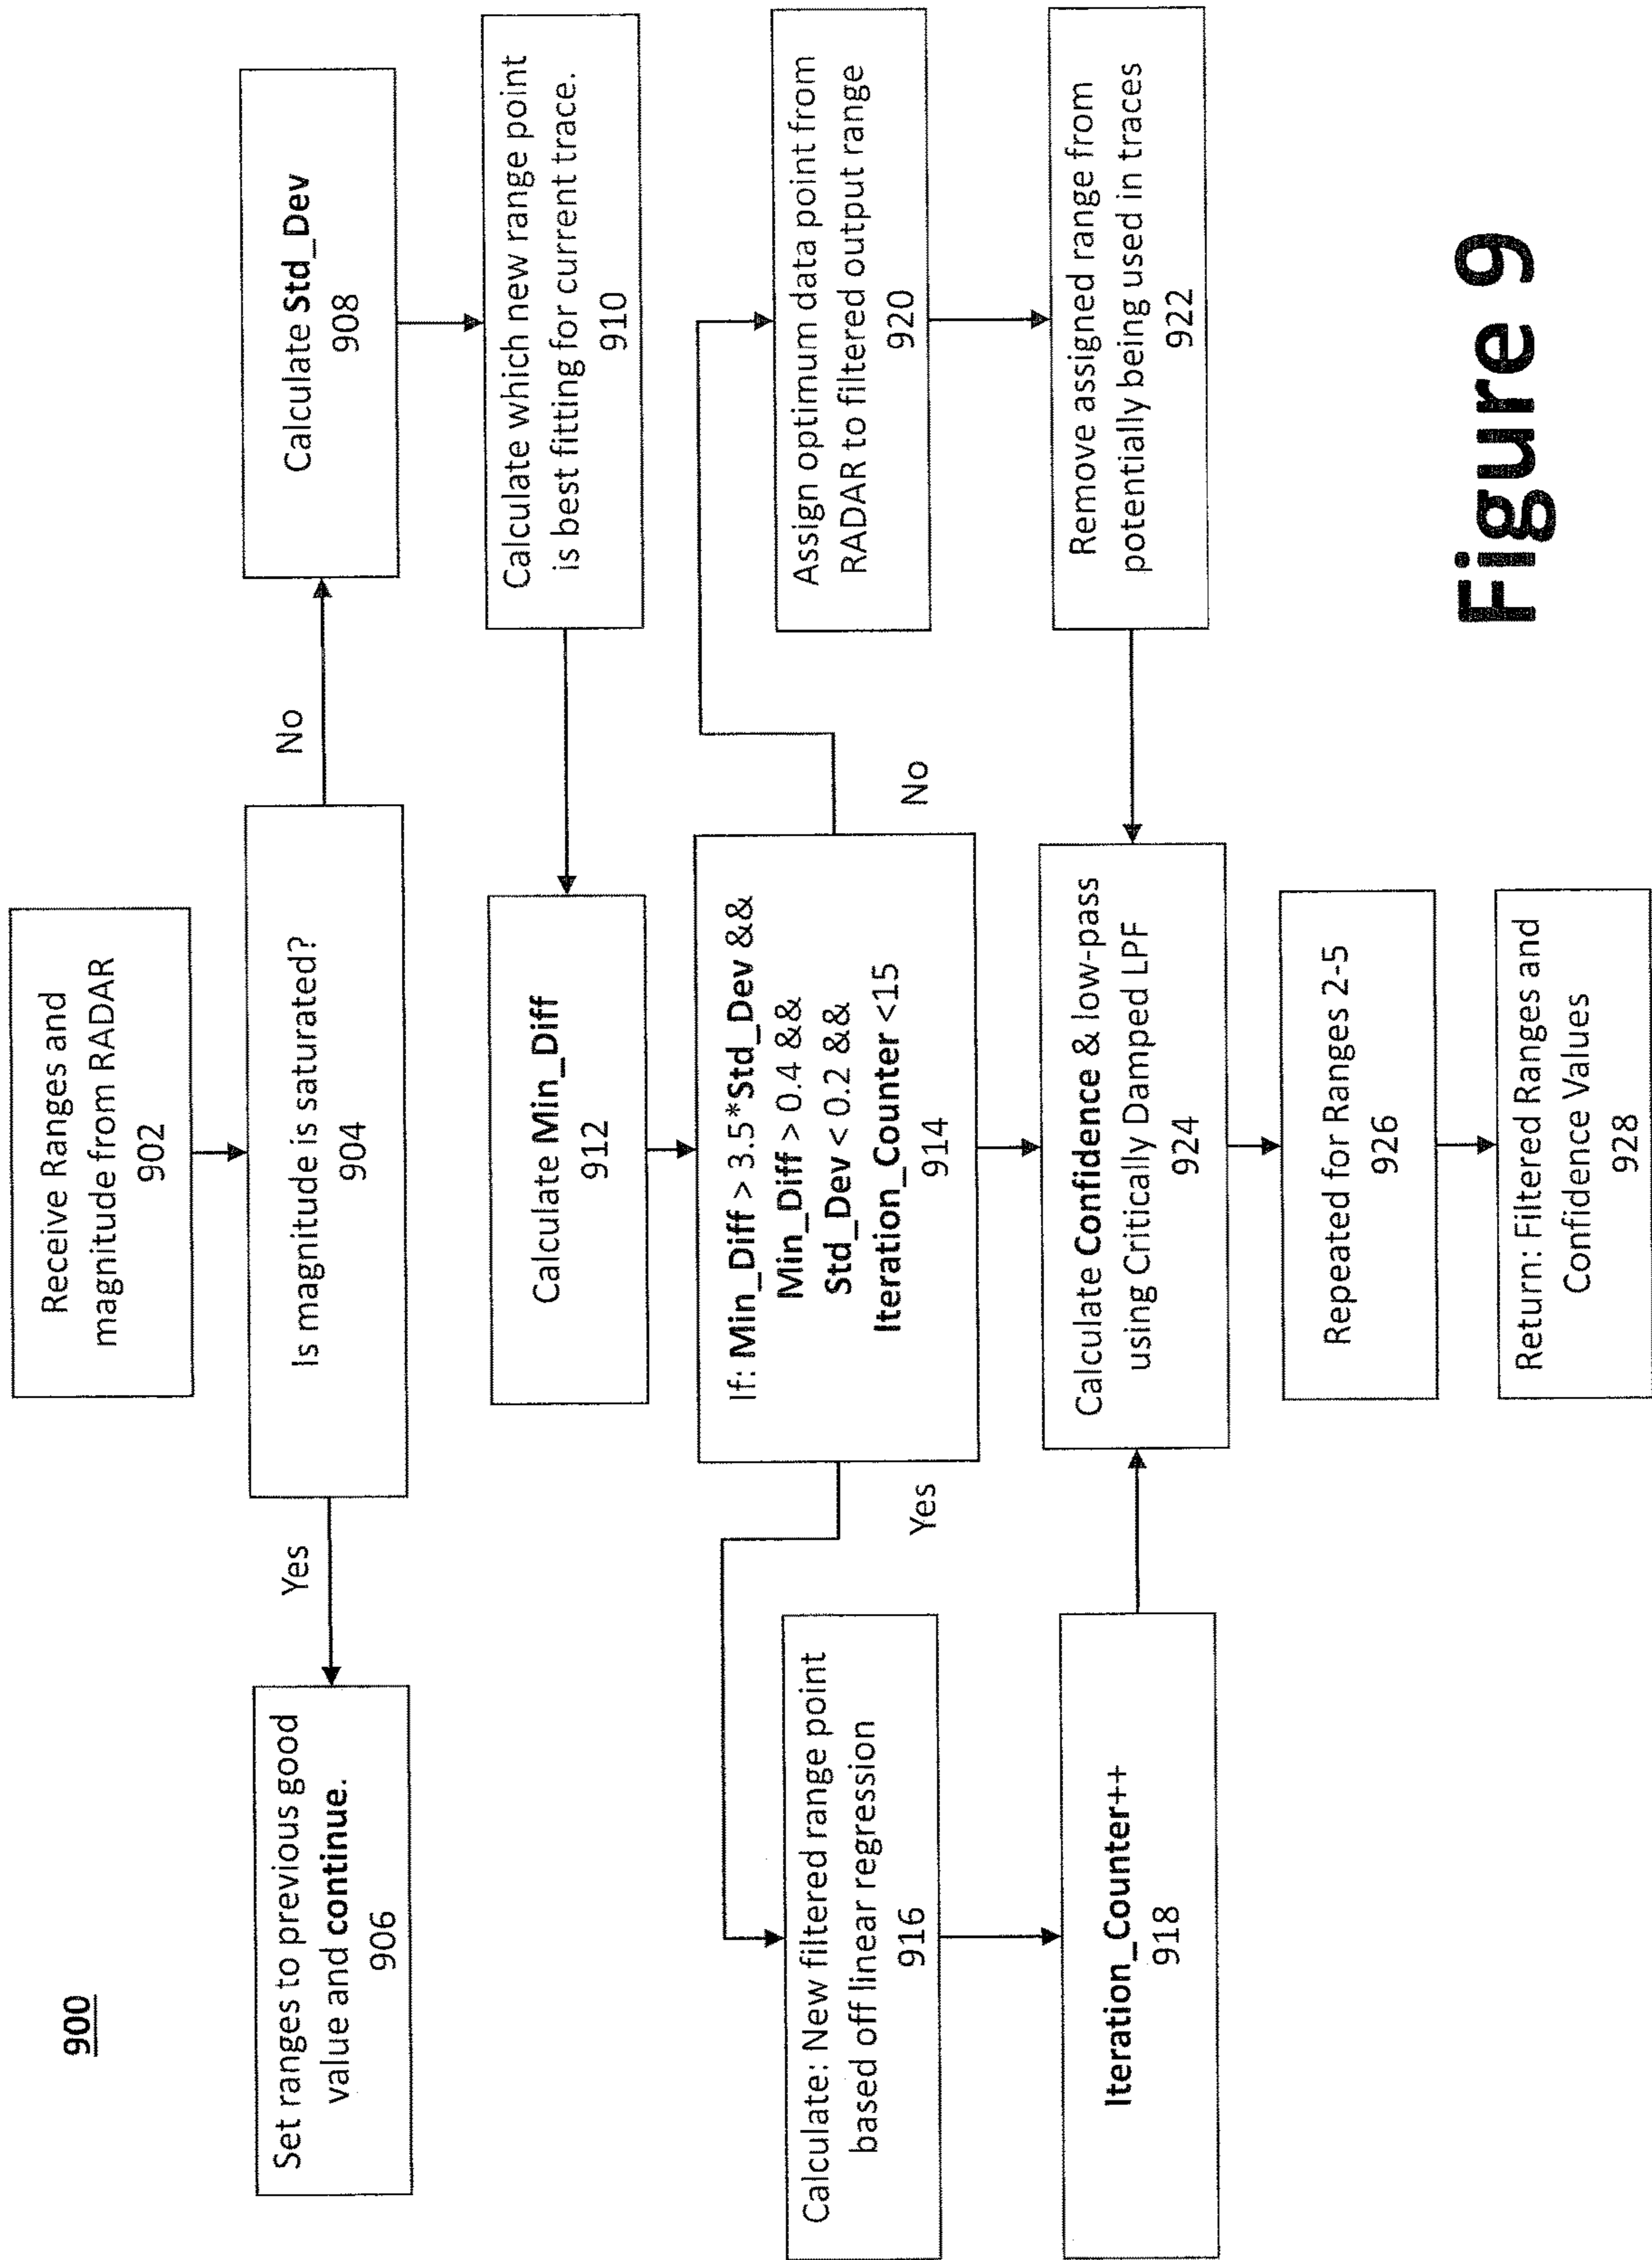 900
Receive Ranges and
magnitude from RADAR
902
Is magnitude is saturated?
904
Yes
No
Set ranges to previous good
value and continue.
906
Calculate Std_Dev
908
Calculate which new range point
is best fitting for current trace.
910
Calculate Min_Diff
912
If: Min_Diff > 3.5*Std_Dev &&
Min_Diff > 0.4 &&
Std_Dev < 0.2 &&
Iteration_Counter <15
914
Yes
No
Calculate: New filtered range point
based off linear regression
916
Iteration_Counter++
918
Assign optimum data point from
RADAR to filtered output range
920
Remove assigned range from
potentially being used in traces
922
Calculate Confidence & low-pass
using Critically Damped LPF
924
Repeated for Ranges 2-5
926
Return: Filtered Ranges and
Confidence Values
928
Figure 9